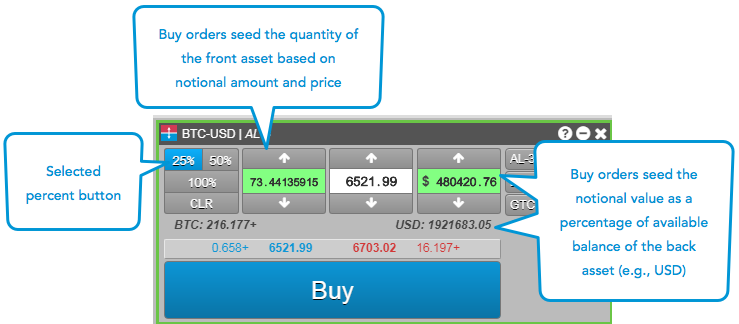 Buy orders seed the quantity of
the front asset based on
notional amount and price
BTC-USD | AL
? 
25% 50%
100%
CLR
73.44135915
6521.99
$ 480420.76
AL-3
GTC
Selected
percent button
Buy orders seed the
notional value as a
percentage of available
balance of the back
asset (e.g., USD)
BTC: 216.177+
USD: 1921683.05
0.658+ 6521.99 6703.02 16.197+
Buy